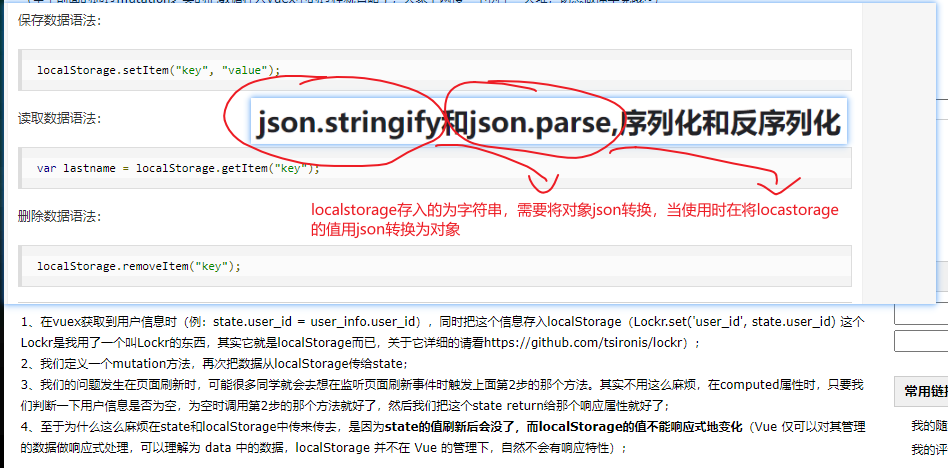 保存数据语法:
localStorage.setItem("key", "value");
json.stringify和json.parse,序列化和反序列化
读取数据语法:
var lastname = localStorage.getItem("key");
localstorage存入的为字符串，需要将对象json转换，当使用时在将locastorage
的值用json转换为对象
删除数据语法:
localStorage.removeItem("key");
1、在vuex获取到用户信息时（例：state.user_id = user_info.user_id），同时把这个信息存入localStorage（Lockr.set('user_id', state.user_id) 这个
Lockr是我用了一个叫Lockr的东西，其实它就是localStorage而已，关于它详细的请看https://github.com/tsironis/lockr）;
2、我们定义一个mutation方法，再次把数据从localStorage传给state;
3、我们的问题发生在页面刷新时，可能很多同学就会去想在监听页面刷新事件时触发上面第2步的那个方法。其实不用这么麻烦，在computed属性时，只要我
们判断一下用户信息是否为空，为空时调用第2步的那个方法就好了，然后我们把这个state return给那个响应属性就好了;
4、至于为什么这么麻烦在state和localStorage中传来传去，是因为state的值刷新后会没了，而localStorage的值不能响应式地变化（Vue 仅可以对其管理
的数据做响应式处理，可以理解为 data 中的数据，localStorage 并不在 Vue 的管理下，自然不会有响应特性）;
常用链接
我的随
我的评